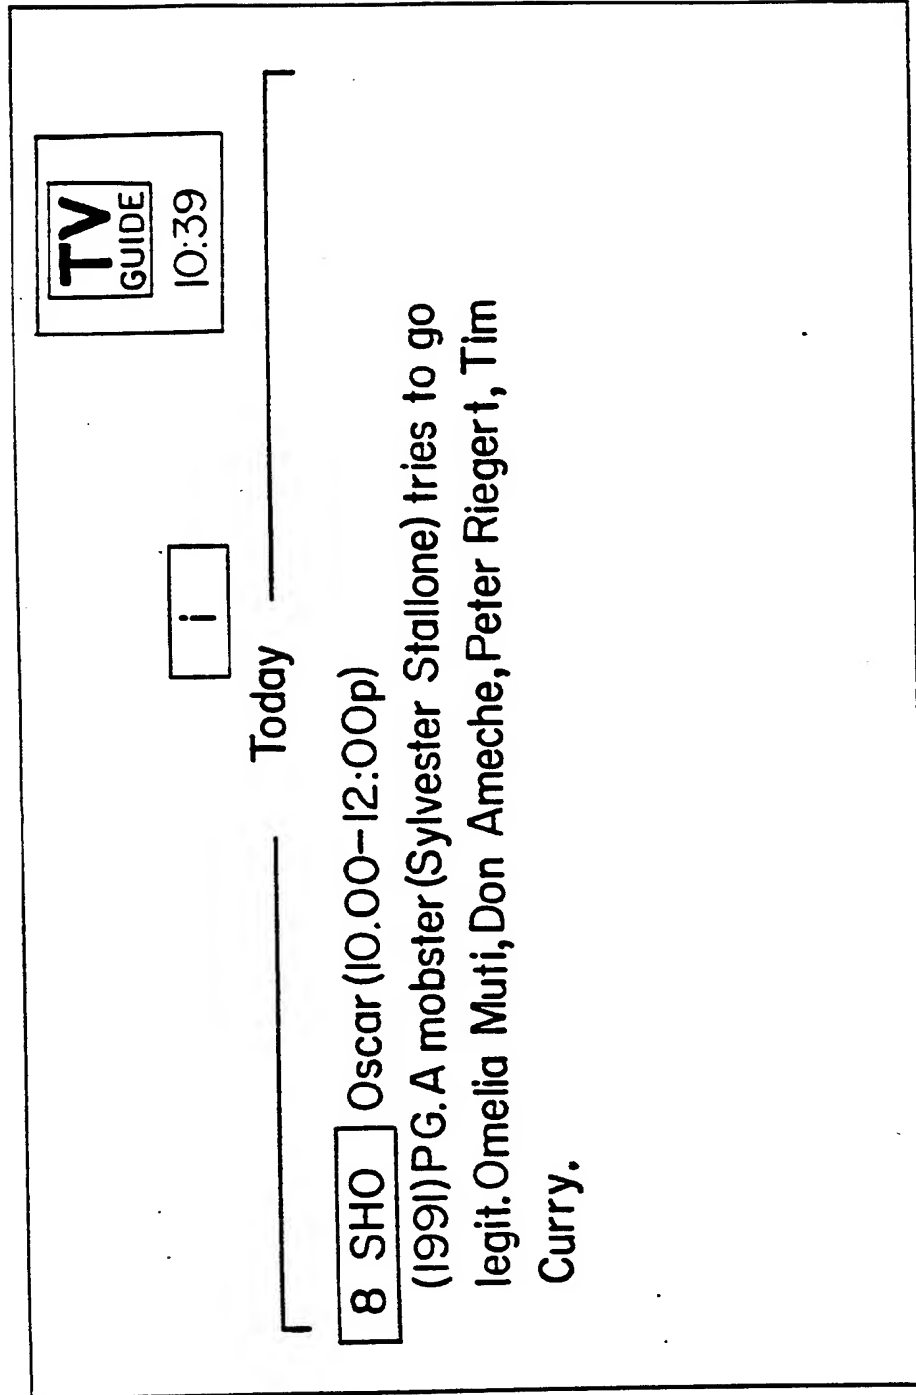 TV
GUIDE
10:39
i
Today
8 SHO Oscar (10.00-12:00p)
(1991) PG. A mobster (Sylvester Stallone) tries to go
legit. Omelia Muti, Don Ameche, Peter Riegert, Tim
Curry.